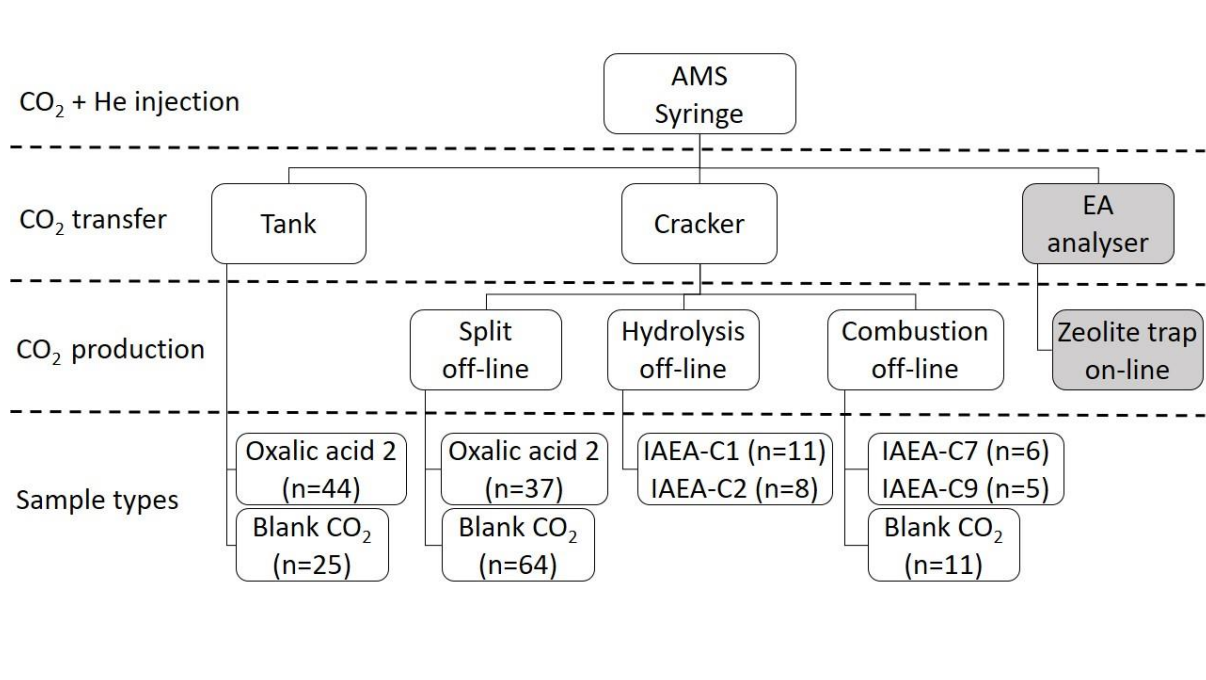 CO₂ + He injection
AMS
Syringe
CO₂ transfer
Tank
Cracker
EA
analyser
CO₂ production
Split
off-line
Hydrolysis
off-line
Combustion
off-line
Zeolite trap
on-line
Sample types
Oxalic acid 2
(n=44)
Blank CO₂
(n=25)
Oxalic acid 2
(n=37)
Blank CO₂
(n=64)
IAEA-C1 (n=11)
IAEA-C2 (n=8)
IAEA-C7 (n=6)
IAEA-C9 (n=5)
Blank CO₂
(n=11)